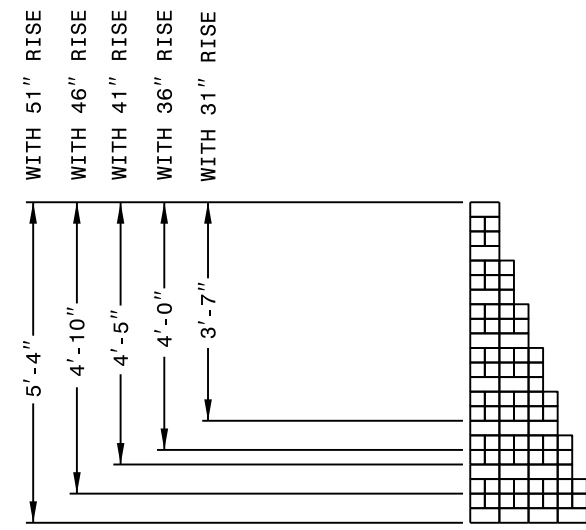 WITH 51" RISE
WITH 46" RISE
WITH 41" RISE
WITH 36" RISE
WITH 31" RISE
5'-4"
4'-10"
4'-5"
4'-0"
3'-7"